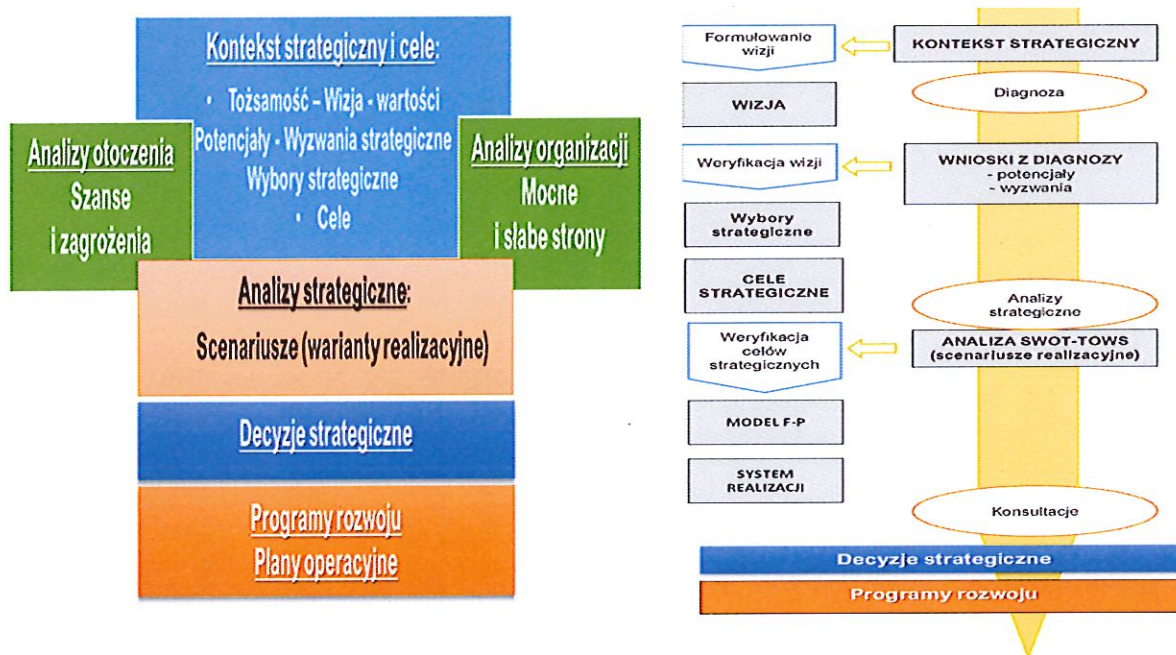 Kontekst strategiczny i cele:
• Tożsamość – Wizja - wartości
Potencjały - Wyzwania strategiczne
Wybory strategiczne
• Cele
Analizy otoczenia
Szanse
i zagrożenia
Analizy organizacji
Mocne
i słabe strony
Analizy strategiczne:
Scenariusze (warianty realizacyjne)
Decyzje strategiczne
Programy rozwoju
Plany operacyjne
Formułowanie
wizji
KONTEKST STRATEGICZNY
Diagnoza
WIZJA
Weryfikacja wizji
WNIOSKI Z DIAGNOZY
- potencjały
- wyzwania
Wybory
strategiczne
CELE
STRATEGICZNE
Analizy
strategiczne
Weryfikacja
celów
strategicznych
ANALIZA SWOT-TOWS
(scenariusze realizacyjne)
MODEL F-P
SYSTEM
REALIZACJI
Konsultacje
Decyzje strategiczne
Programy rozwoju